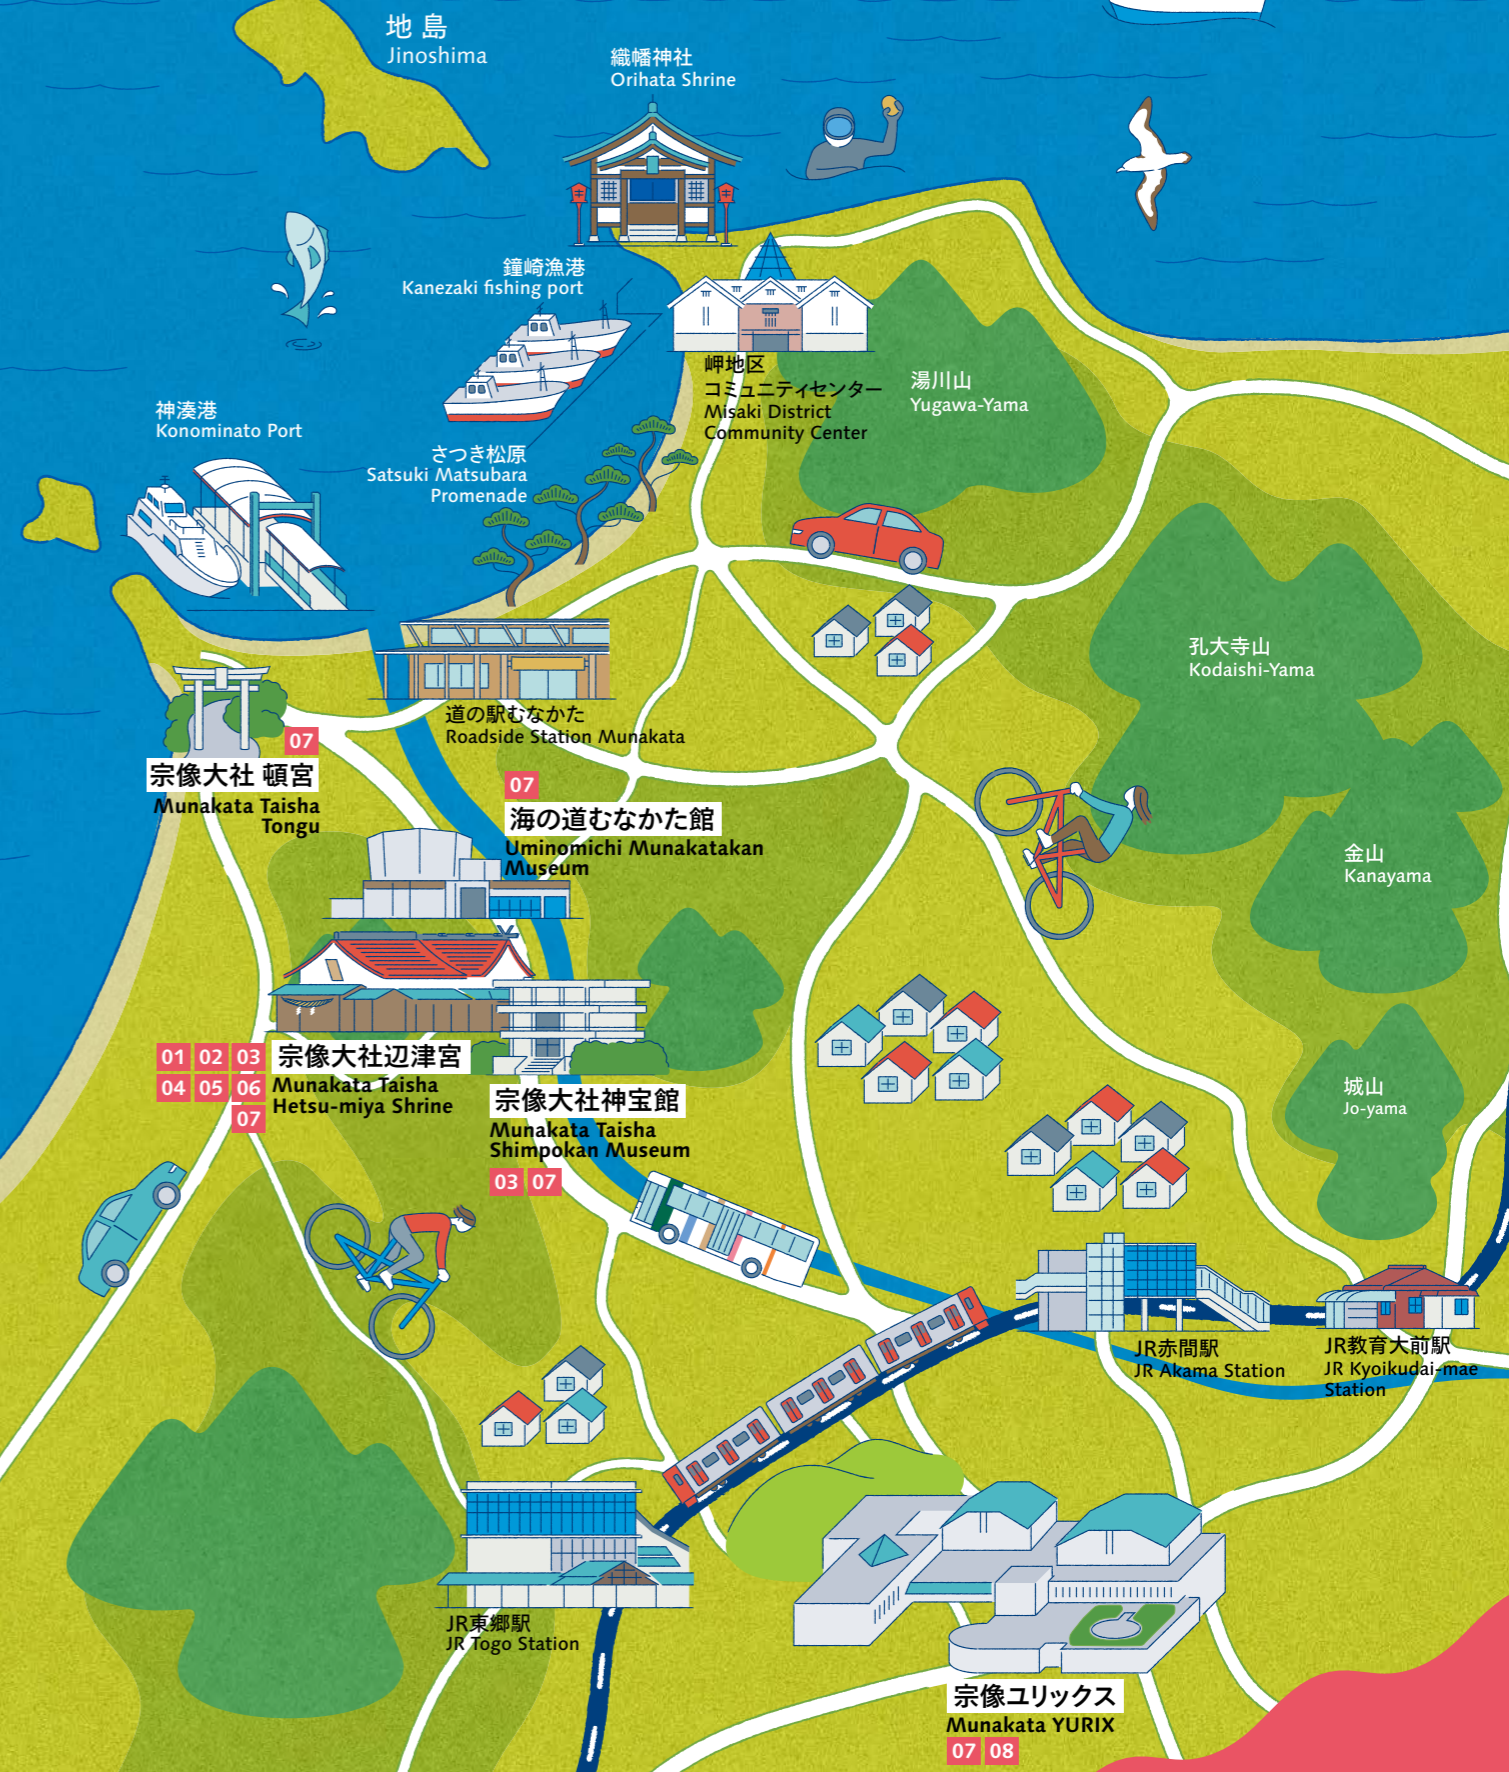 地島
Jinoshima
織幡神社
Orihata Shrine
鐘崎漁港
Kanezaki fishing port
岬地区
コミュニティセンター
Misaki District
Community Center
湯川山
Yugawa-Yama
神湊港
Konominato Port
さつき松原
Satsuki Matsubara
Promenade
孔大寺山
Kodaishi-Yama
道の駅むなかた
Roadside Station Munakata
07
宗像大社 頓宮
Munakata Taisha
Tongu
07
海の道むなかた館
Uminomichi Munakatakan
Museum
金山
Kanayama
01 02 03
04 05 06
07
宗像大社辺津宮
Munakata Taisha
Hetsu-miya Shrine
宗像大社神宝館
Munakata Taisha
Shimpokan Museum
03 07
城山
Jo-yama
JR赤間駅
JR Akama Station
JR教育大前駅
JR Kyoikudai-mae
Station
JR東郷駅
JR Togo Station
宗像ユリックス
Munakata YURIX
07 08